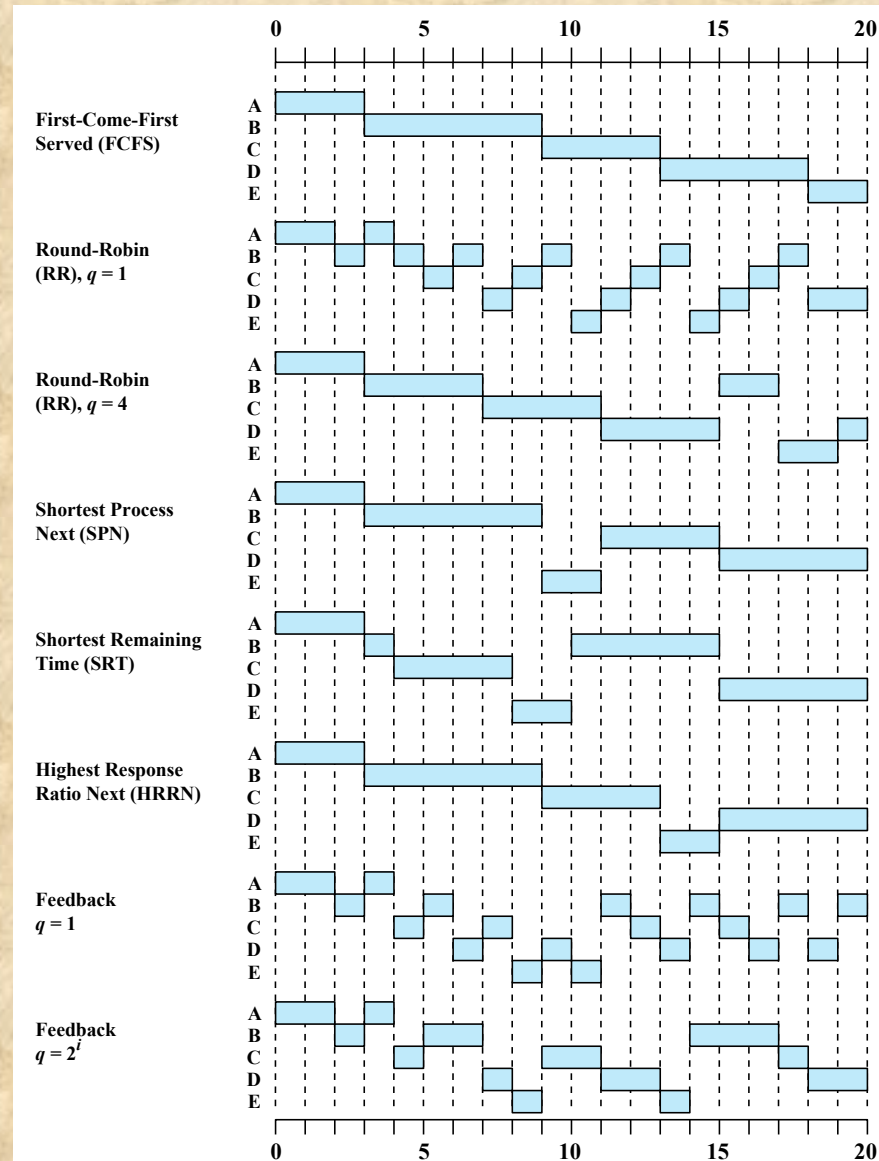 0 5 10 15 20
First-Come-First
Served (FCFS)
A
B
C
D
E
Round-Robin
(RR), q = 1
A
B
C
D
E
Round-Robin
(RR), q = 4
A
B
C
D
E
Shortest Process
Next (SPN)
A
B
C
D
E
Shortest Remaining
Time (SRT)
A
B
C
D
E
Highest Response
Ratio Next (HRRN)
A
B
C
D
E
Feedback
q = 1
A
B
C
D
E
Feedback
q = 2^i
A
B
C
D
E
0 5 10 15 20